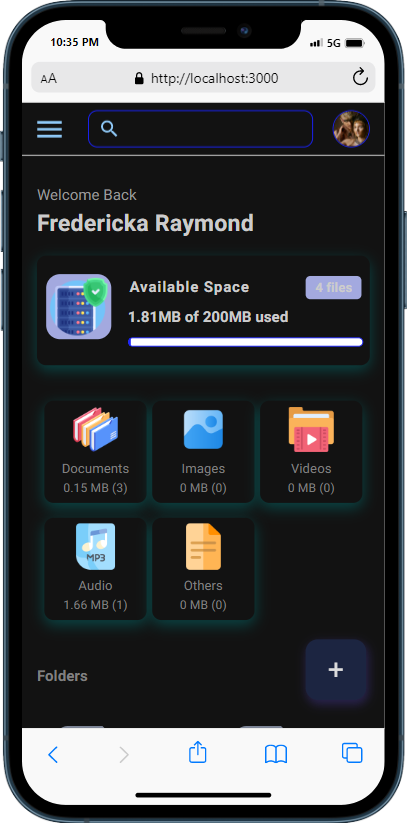 10:35 PM 5G
AA http://localhost:3000
Welcome Back
Fredericka Raymond
Available Space 4 files
1.81MB of 200MB used
Documents Images Videos
0.15 MB (3) 0 MB (0) 0 MB (0)
MP3
Audio Others
1.66 MB (1) 0 MB (0)
Folders +